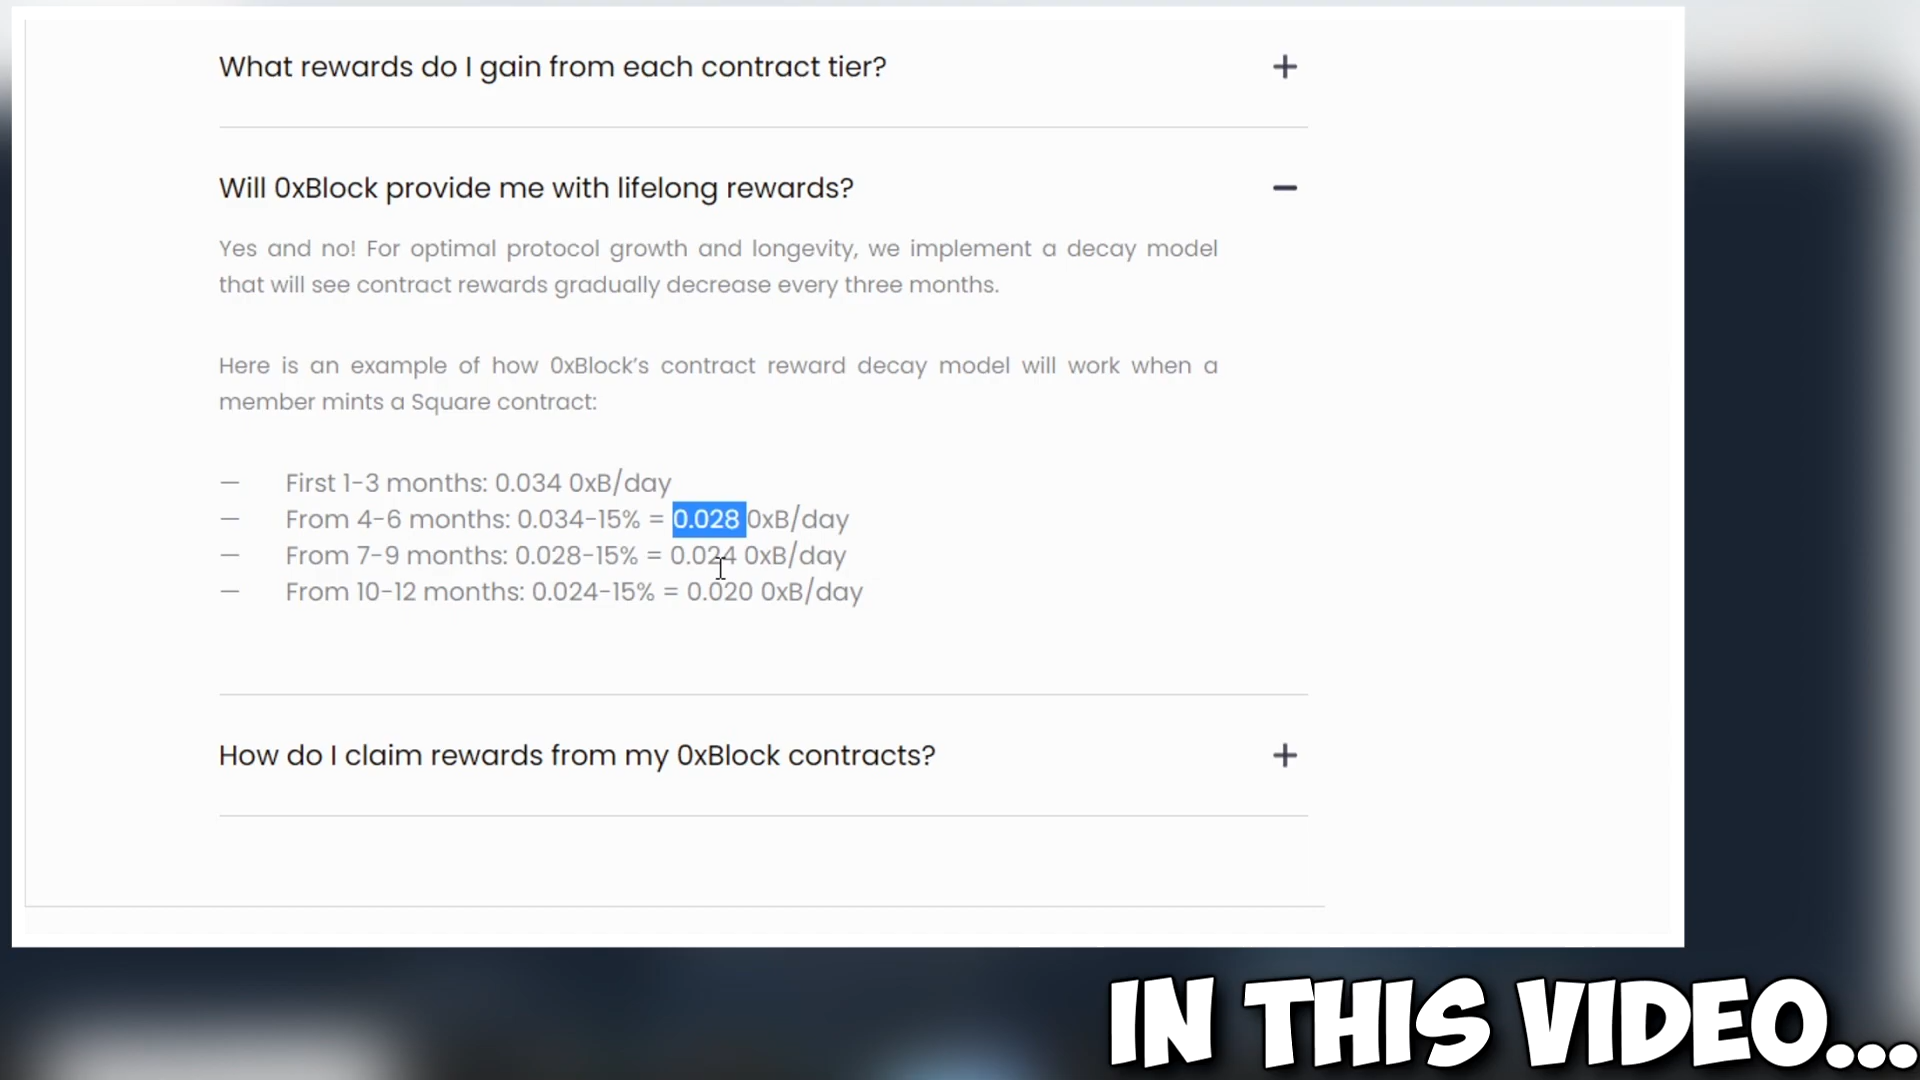 What rewards do I gain from each contract tier?
Will 0xBlock provide me with lifelong rewards?
Yes and no! For optimal protocol growth and longevity, we implement a decay model
that will see contract rewards gradually decrease every three months.
Here is an example of how 0xBlock’s contract reward decay model will work when a
member mints a Square contract:
— First 1-3 months: 0.034 0xB/day
— From 4-6 months: 0.034-15% = 0.028 0xB/day
— From 7-9 months: 0.028-15% = 0.024 0xB/day
— From 10-12 months: 0.024-15% = 0.020 0xB/day
How do I claim rewards from my 0xBlock contracts?
IN THIS VIDEO...